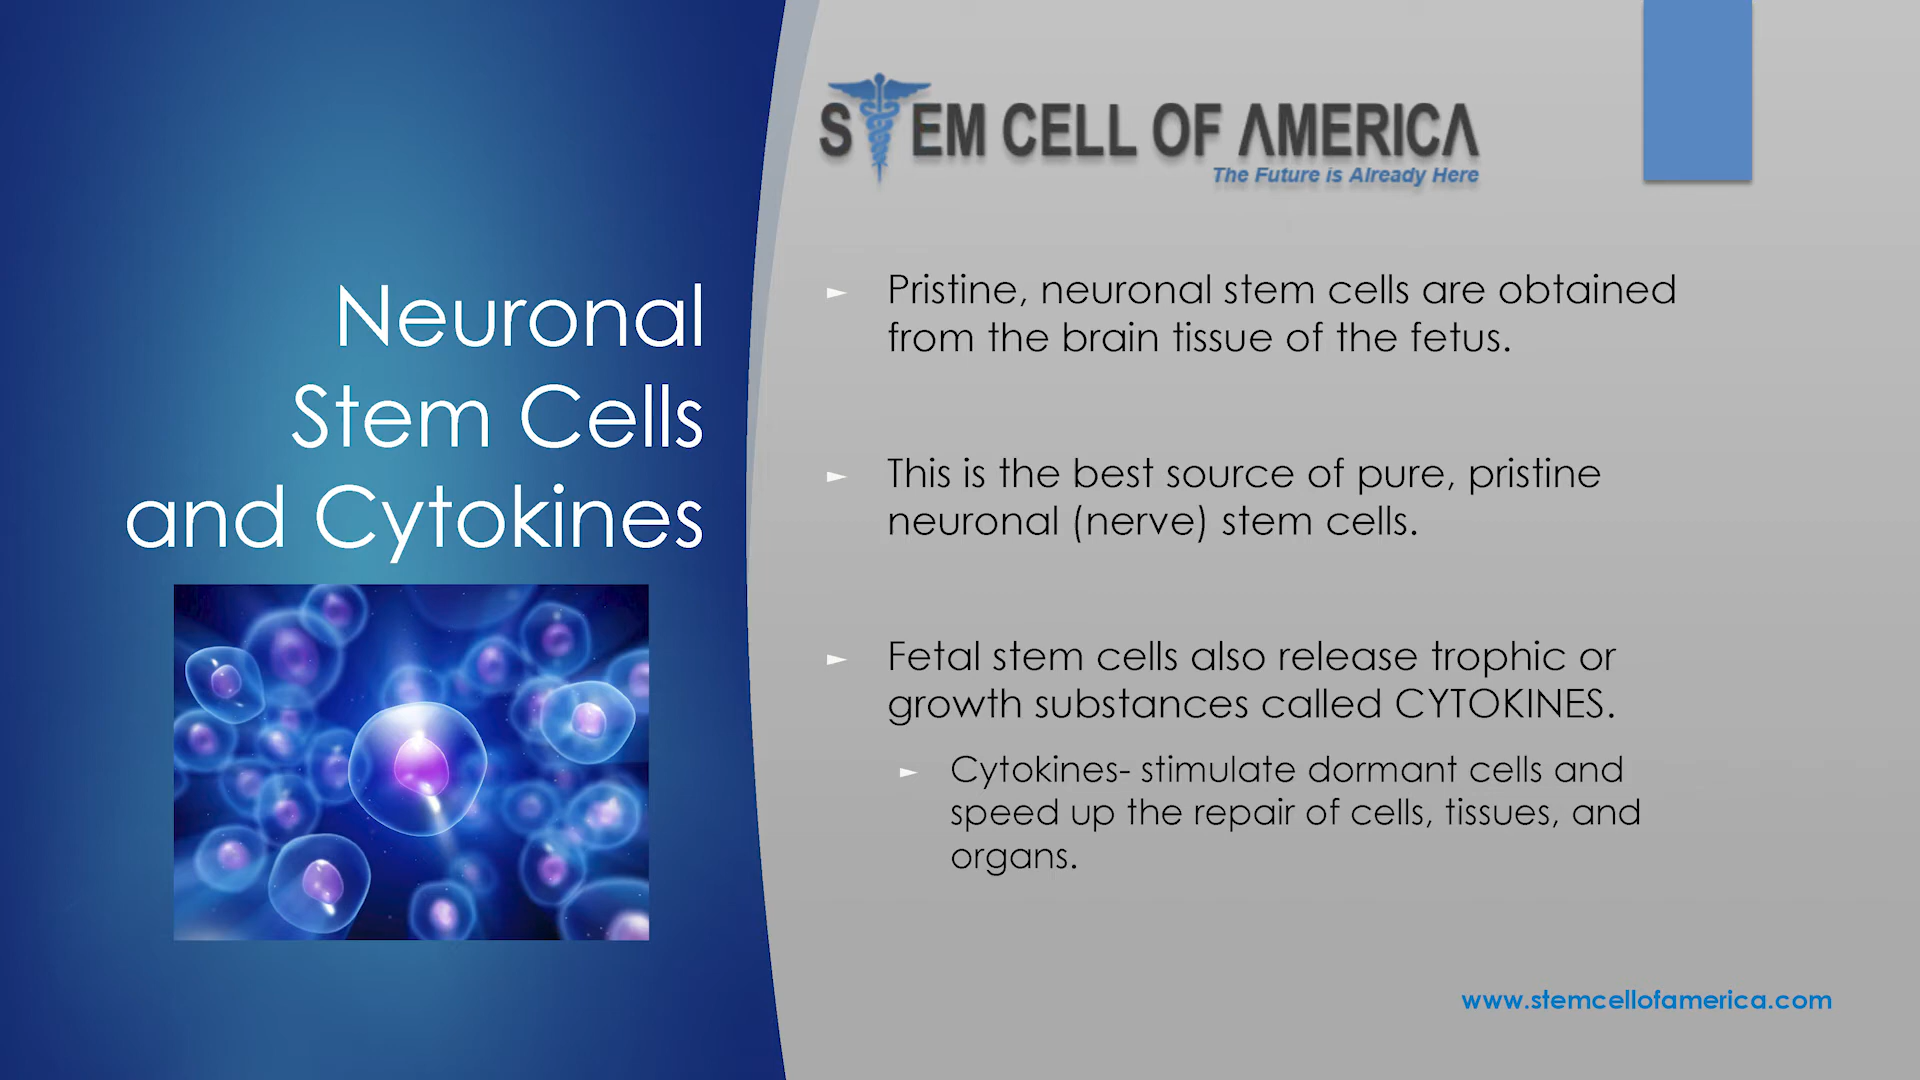 Neuronal
Stem Cells
and Cytokines
STEM CELL OF AMERICA
The Future is Already Here
► Pristine, neuronal stem cells are obtained
from the brain tissue of the fetus.
► This is the best source of pure, pristine
neuronal (nerve) stem cells.
► Fetal stem cells also release trophic or
growth substances called CYTOKINES.
► Cytokines- stimulate dormant cells and
speed up the repair of cells, tissues, and
organs.
www.stemcellofamerica.com